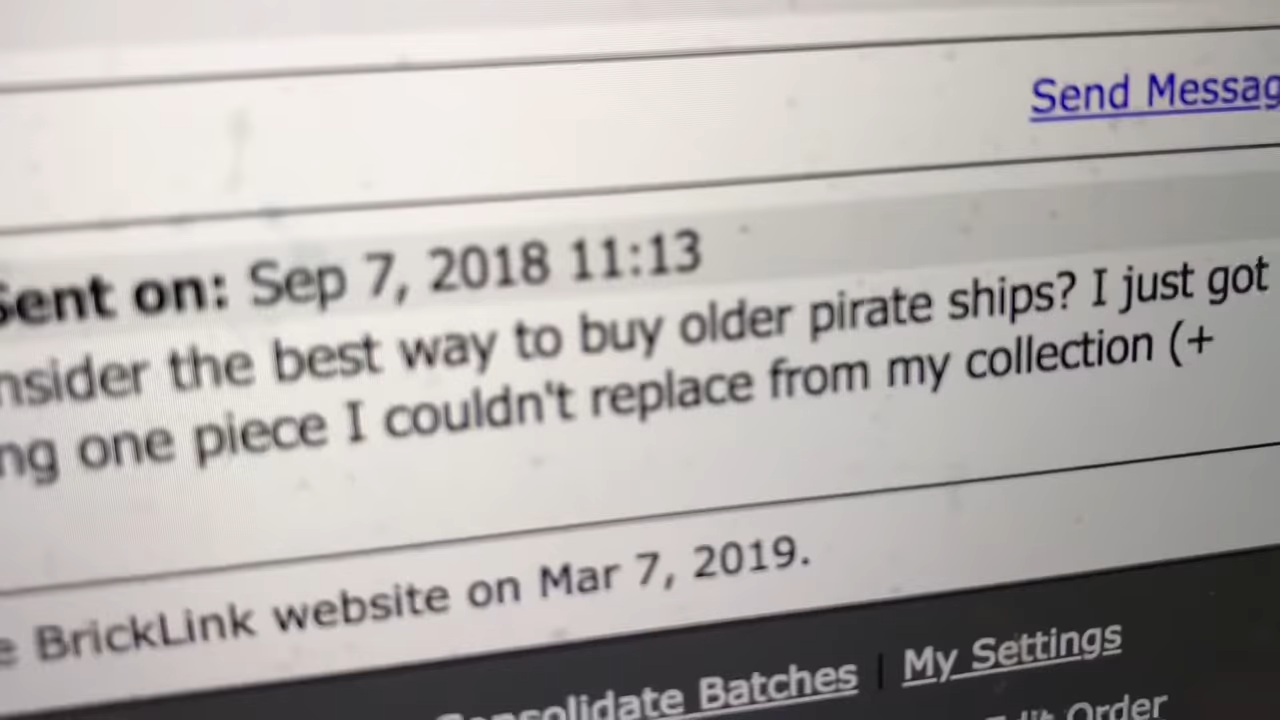 Send Messag
Sent on: Sep 7, 2018 11:13
nsider the best way to buy older pirate ships? I just got
ng one piece I couldn't replace from my collection (+
e BrickLink website on Mar 7, 2019.
onsolidate Batches | My Settings
Edit Order